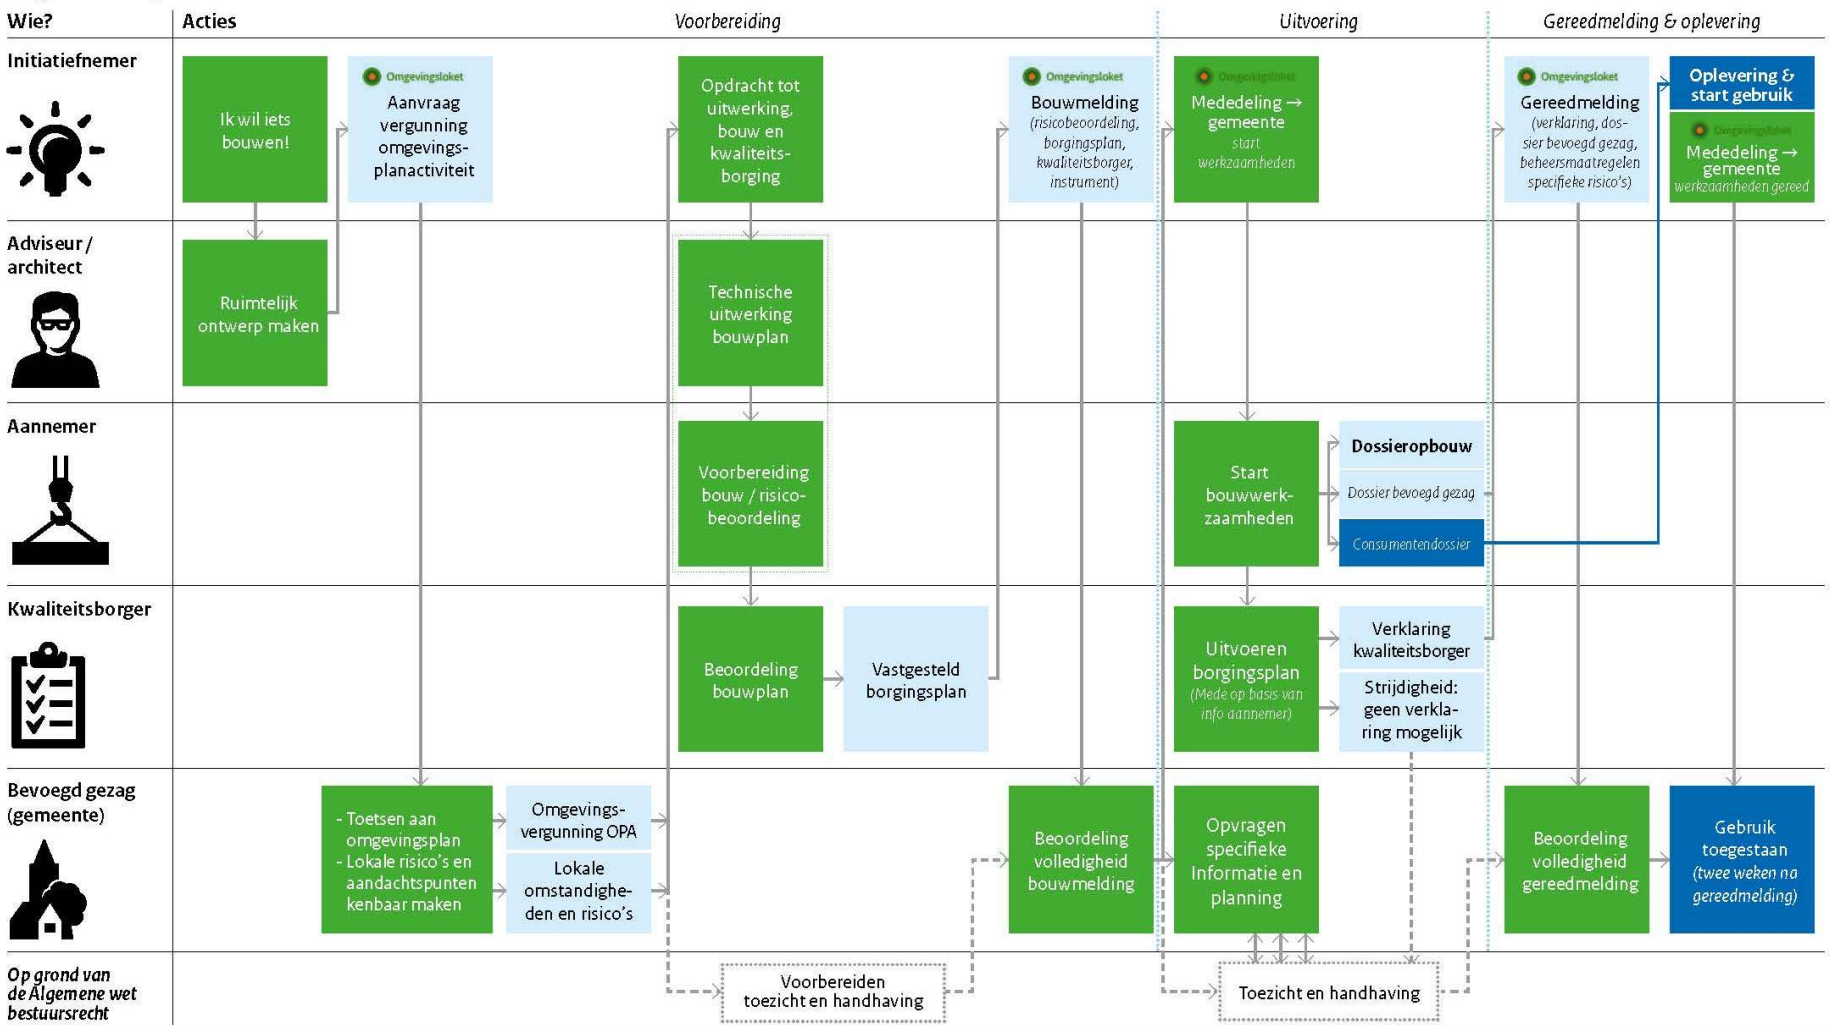 Wie?
Acties
Voorbereiding
Uitvoering
Gereedmelding & oplevering
Initiatiefnemer
Ik wil iets
bouwen!
Omgevingsloket
Aanvraag
vergunning
omgevings-
planactiviteit
Opdracht tot
uitwerking,
bouw en
kwaliteits-
borging
Omgevingsloket
Bouwmelding
(risicobeoordeling,
borgingsplan,
kwaliteitsborger,
instrument)
Omgevingsloket
Mededeling →
gemeente
start
werkzaamheden
Omgevingsloket
Gereedmelding
(verklaring, dos-
sier bevoegd gezag,
beheersmaatregelen
specifieke risico's)
Oplevering &
start gebruik
Omgevingsloket
Mededeling →
gemeente
werkzaamheden gereed
Adviseur /
architect
Ruimtelijk
ontwerp maken
Technische
uitwerking
bouwplan
Aannemer
Voorbereiding
bouw / risico-
beoordeling
Start
bouwwerk-
zaamheden
Dossieropbouw
Dossier bevoegd gezag
Consumentendossier
Kwaliteitsborger
Beoordeling
bouwplan
Vastgesteld
borgingsplan
Uitvoeren
borgingsplan
(Mede op basis van
info aannemer)
Verklaring
kwaliteitsborger
Strijdigheid:
geen verkla-
ring mogelijk
Bevoegd gezag
(gemeente)
- Toetsen aan
omgevingsplan
- Lokale risico's en
aandachtspunten
kenbaar maken
Omgevings-
vergunning OPA
Lokale
omstandighe-
den en risico's
Beoordeling
volledigheid
bouwmelding
Opvragen
specifieke
Informatie en
planning
Beoordeling
volledigheid
gereedmelding
Gebruik
toegestaan
(twee weken na
gereedmelding)
Op grond van
de Algemene wet
bestuursrecht
Voorbereiden
toezicht en handhaving
Toezicht en handhaving